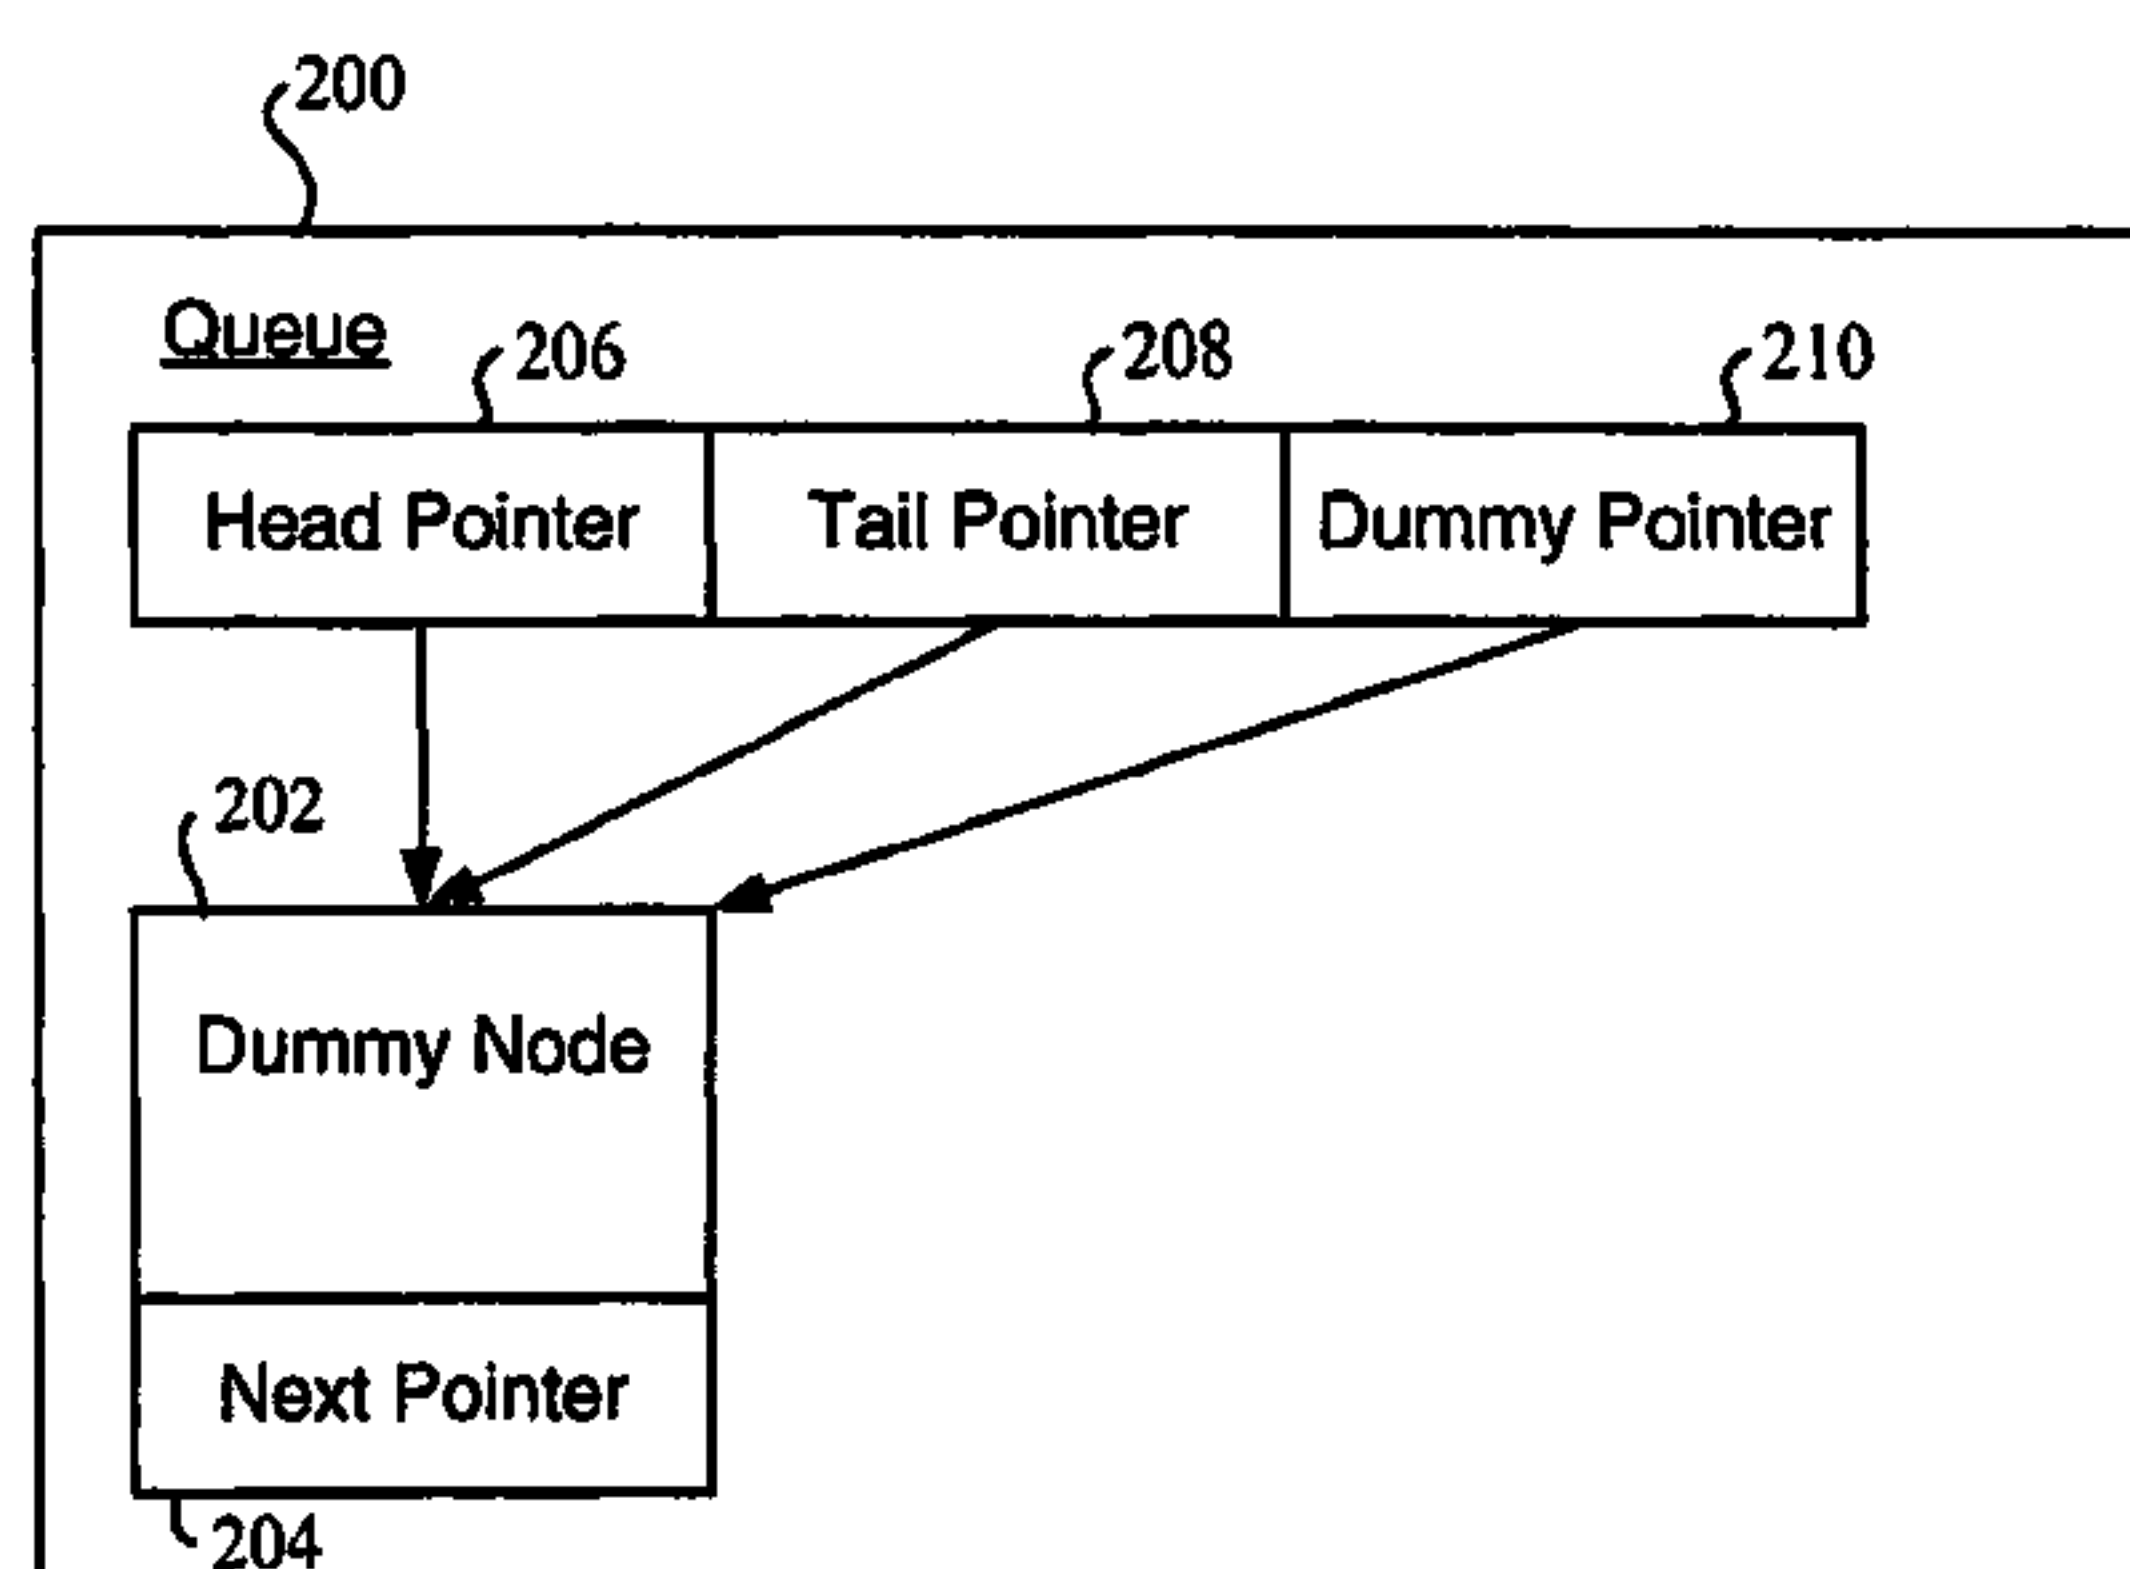 200
Queue
206 208 210
Head Pointer Tail Pointer Dummy Pointer
202
Dummy Node
Next Pointer
204